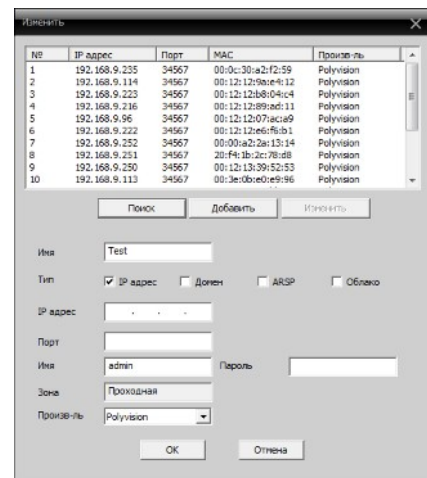 Изменить
№ IP адрес Порт MAC Произв-ль
1 192.168.9.235 34567 00:0c:30:a2:f2:59 Polyvision
2 192.168.9.114 34567 00:12:12:9a:e4:12 Polyvision
3 192.168.9.223 34567 00:12:12:b8:04:c4 Polyvision
4 192.168.9.216 34567 00:12:12:89:ad:11 Polyvision
5 192.168.9.96 34567 00:12:12:07:ac:a9 Polyvision
6 192.168.9.222 34567 00:12:12:e6:f6:b1 Polyvision
7 192.168.9.252 34567 00:00:a2:2a:13:14 Polyvision
8 192.168.9.251 34567 20:f4:1b:2c:78:d8 Polyvision
9 192.168.9.250 34567 00:12:13:39:52:53 Polyvision
10 192.168.9.113 34567 00:3e:0b:e0:e9:96 Polyvision
Поиск Добавить Изменить
Имя Test
Тип IP адрес Домен ARSP Облако
IP адрес . . .
Порт
Имя admin Пароль
Зона Проходная
Произв-ль Polyvision
OK Отмена